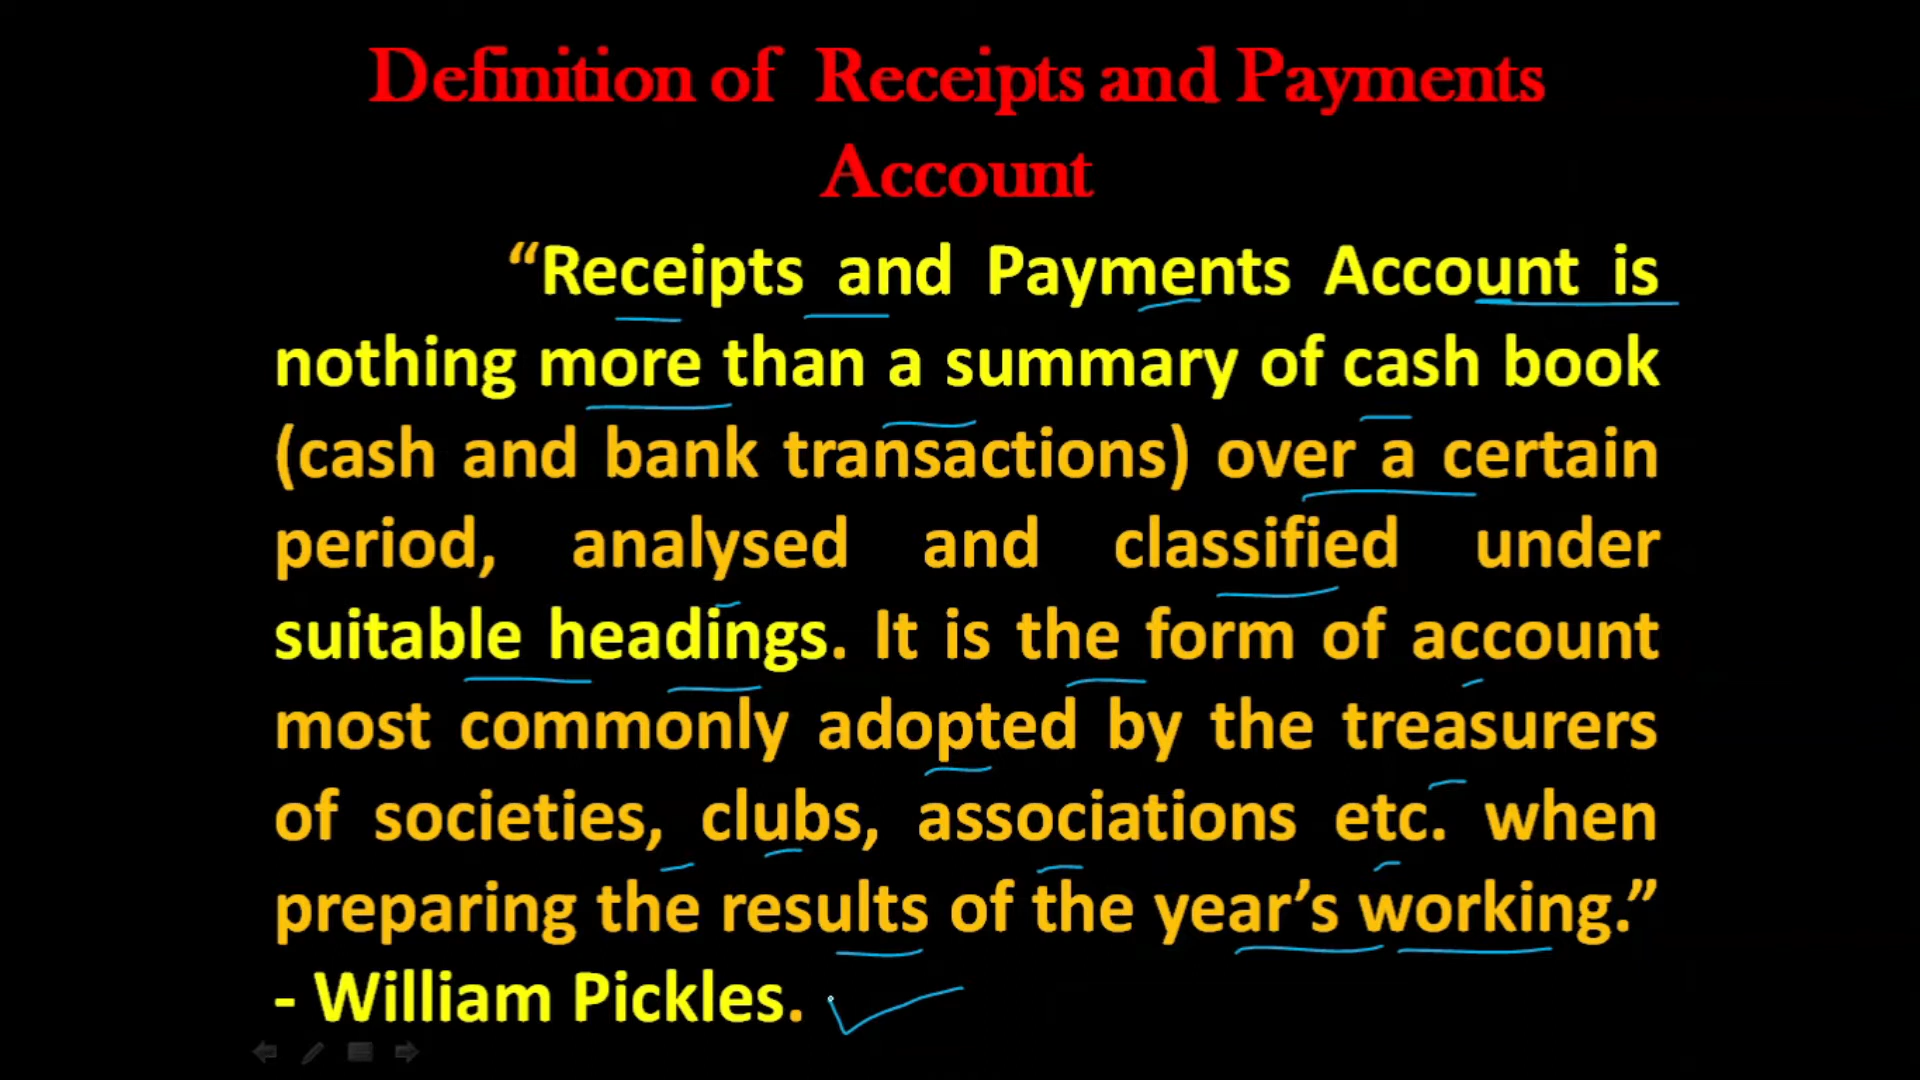 Definition of Receipts and Payments
Account
“Receipts and Payments Account is
nothing more than a summary of cash book
(cash and bank transactions) over a certain
period, analysed and classified under
suitable headings. It is the form of account
most commonly adopted by the treasurers
of societies, clubs, associations etc. when
preparing the results of the year’s working.”
- William Pickles.